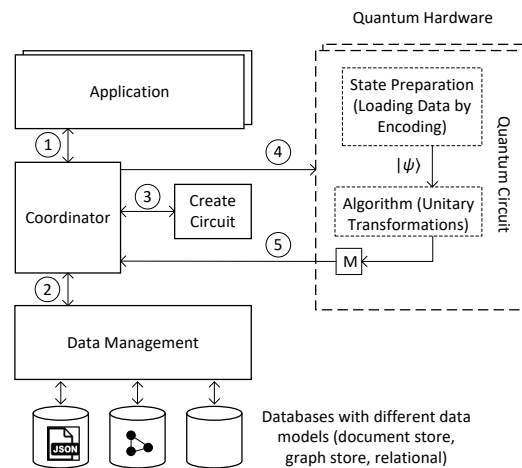 Quantum Hardware
Application
State Preparation
(Loading Data by
Encoding)
1
4
|ψ⟩
Quantum Circuit
Coordinator
3
Create
Circuit
Algorithm (Unitary
Transformations)
5
M
2
Data Management
JSON
Databases with different data
models (document store,
graph store, relational)